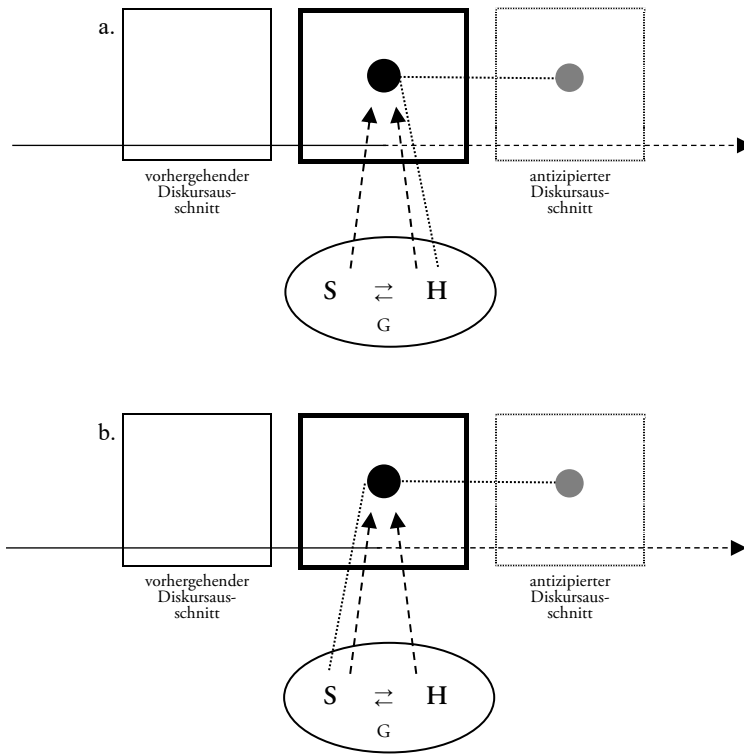 a.
vorhergehender
Diskursaus-
schnitt
antizipierter
Diskursaus-
schnitt
S ⇄ H
G
b.
vorhergehender
Diskursaus-
schnitt
antizipierter
Diskursaus-
schnitt
S ⇄ H
G